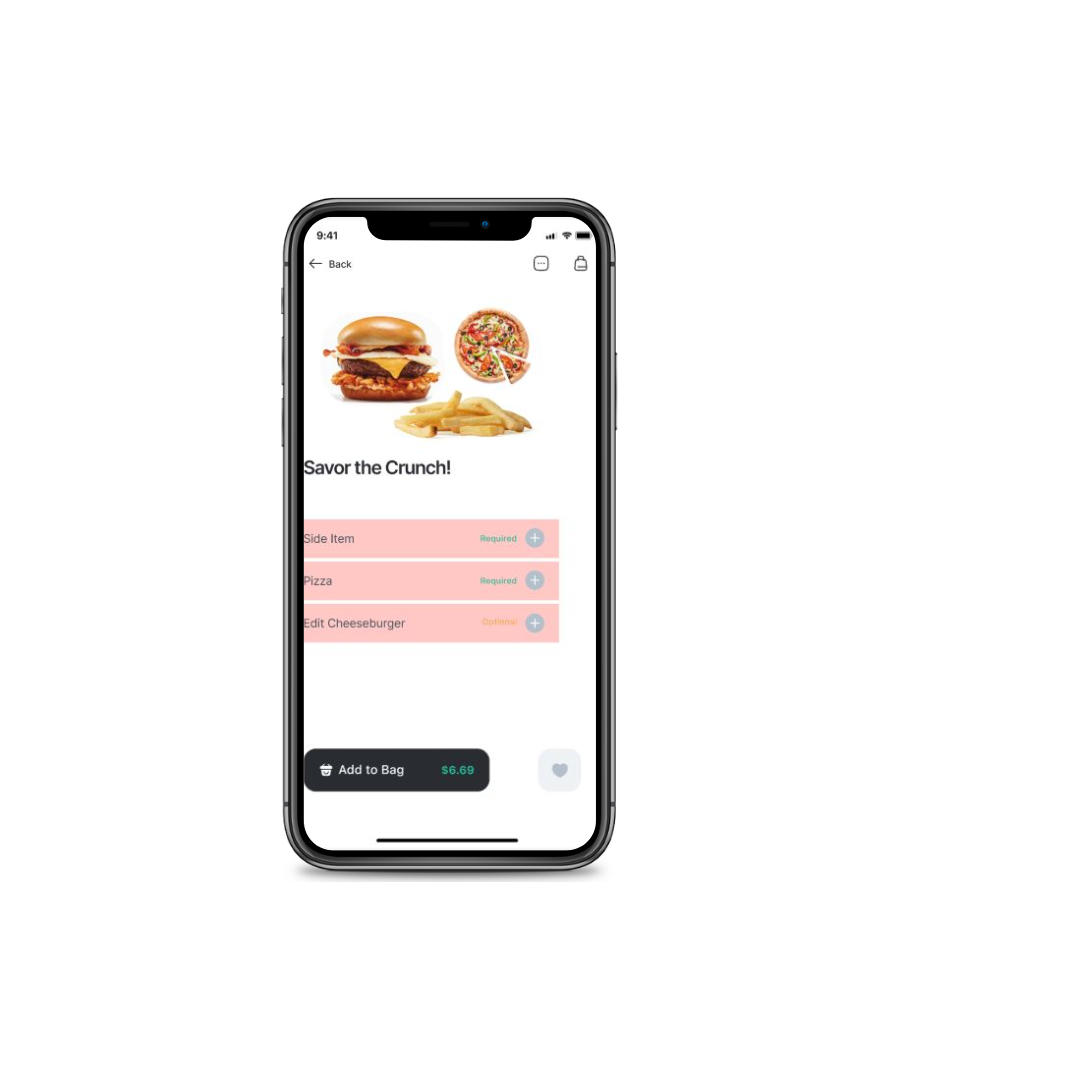 9:41
Back
Savor the Crunch!
Side Item Required
Pizza Required
Edit Cheeseburger Optional
Add to Bag $6.69